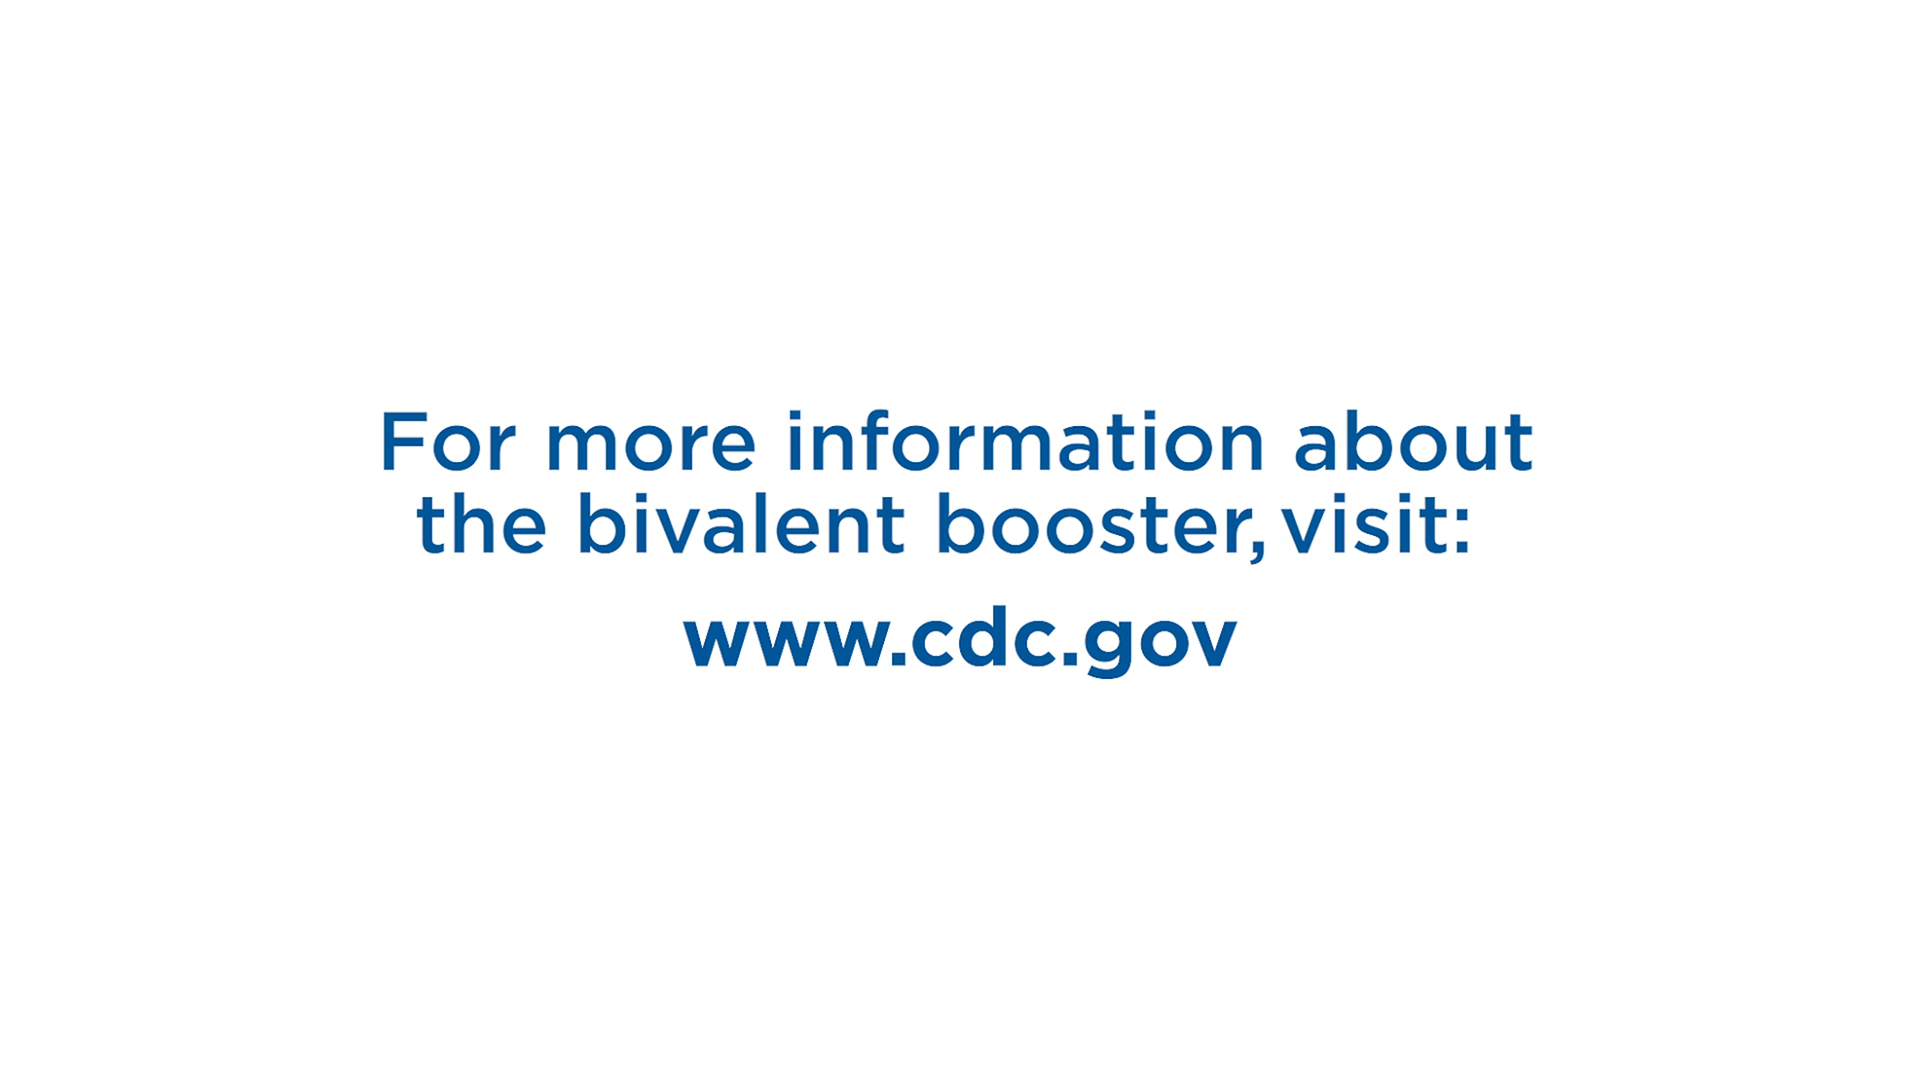 For more information about
the bivalent booster, visit:
www.cdc.gov